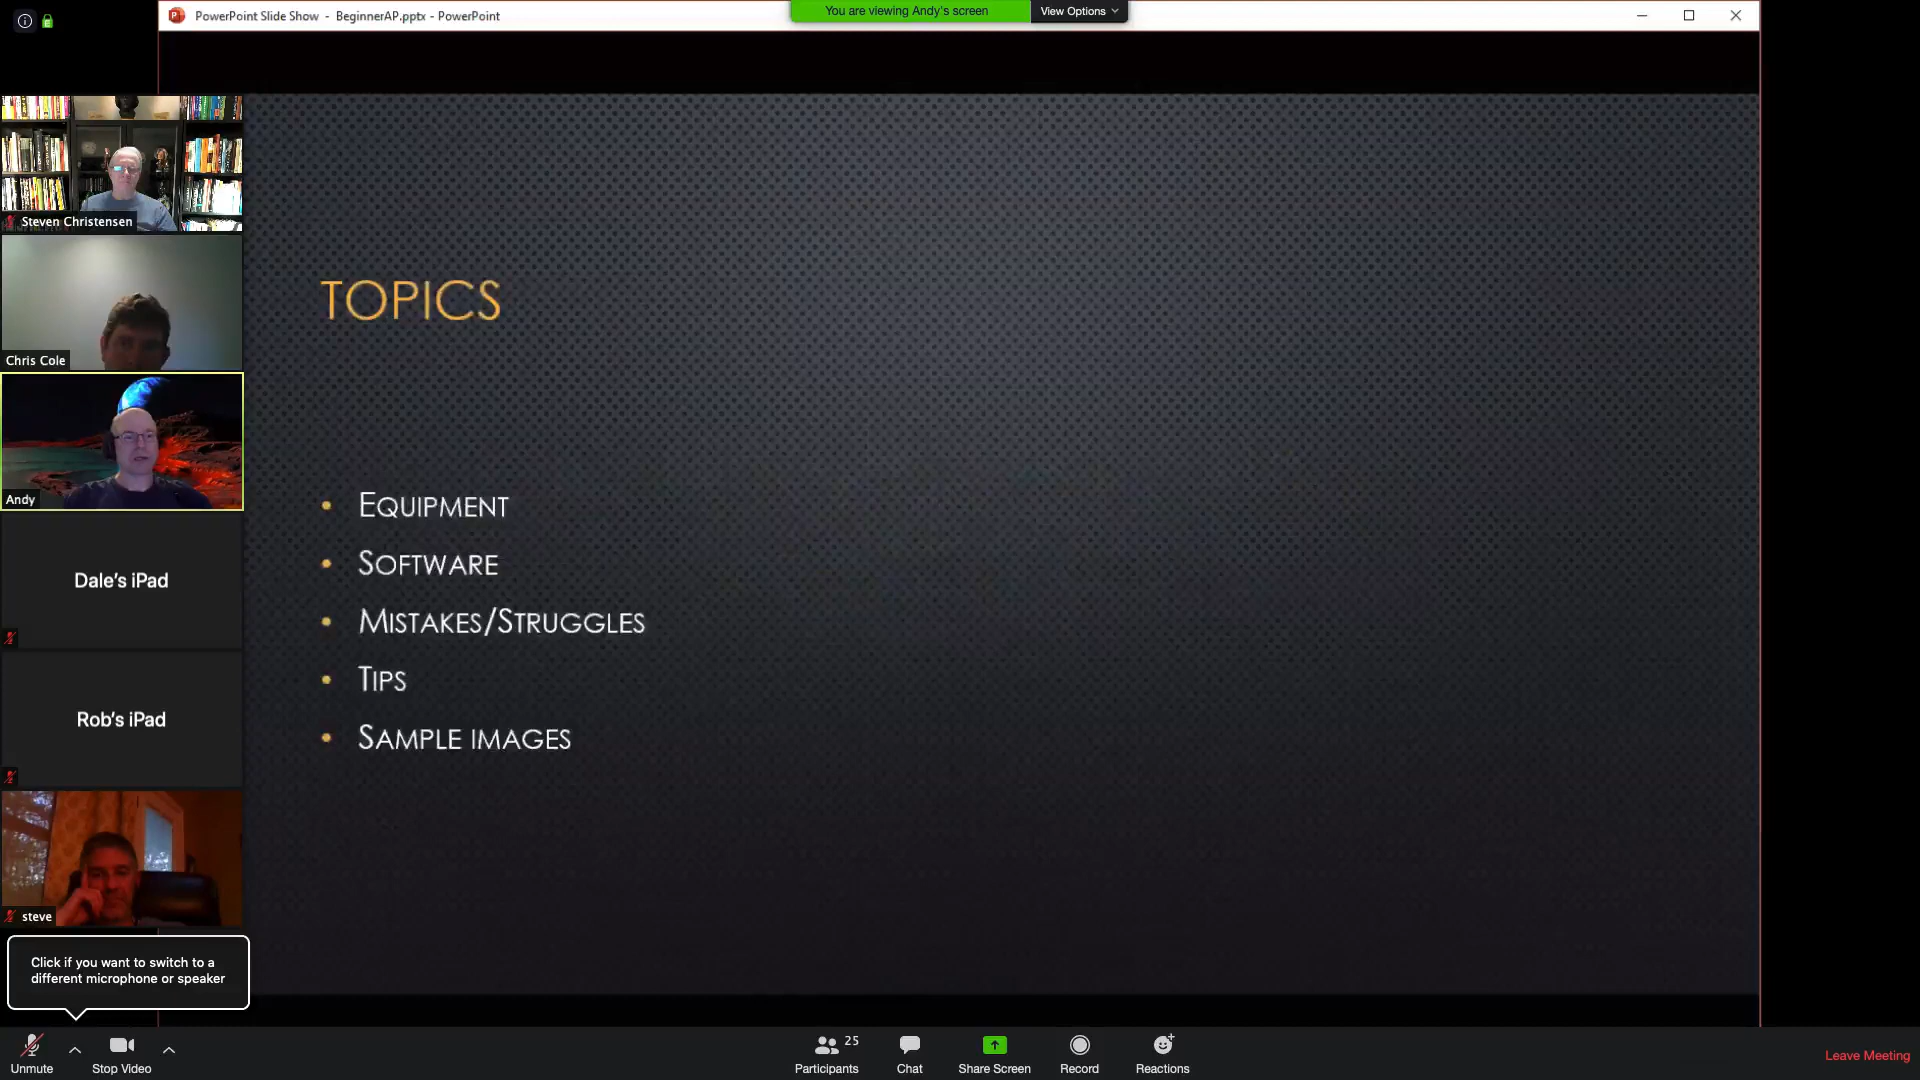 PowerPoint Slide Show - BeginnerAP.pptx - PowerPoint
You are viewing Andy's screen
View Options
Steven Christensen
Chris Cole
Andy
Dale's iPad
Rob's iPad
steve
TOPICS
• EQUIPMENT
• SOFTWARE
• MISTAKES/STRUGGLES
• TIPS
• SAMPLE IMAGES
Click if you want to switch to a
different microphone or speaker
Unmute
Stop Video
Participants
25
Chat
Share Screen
Record
Reactions
Leave Meeting